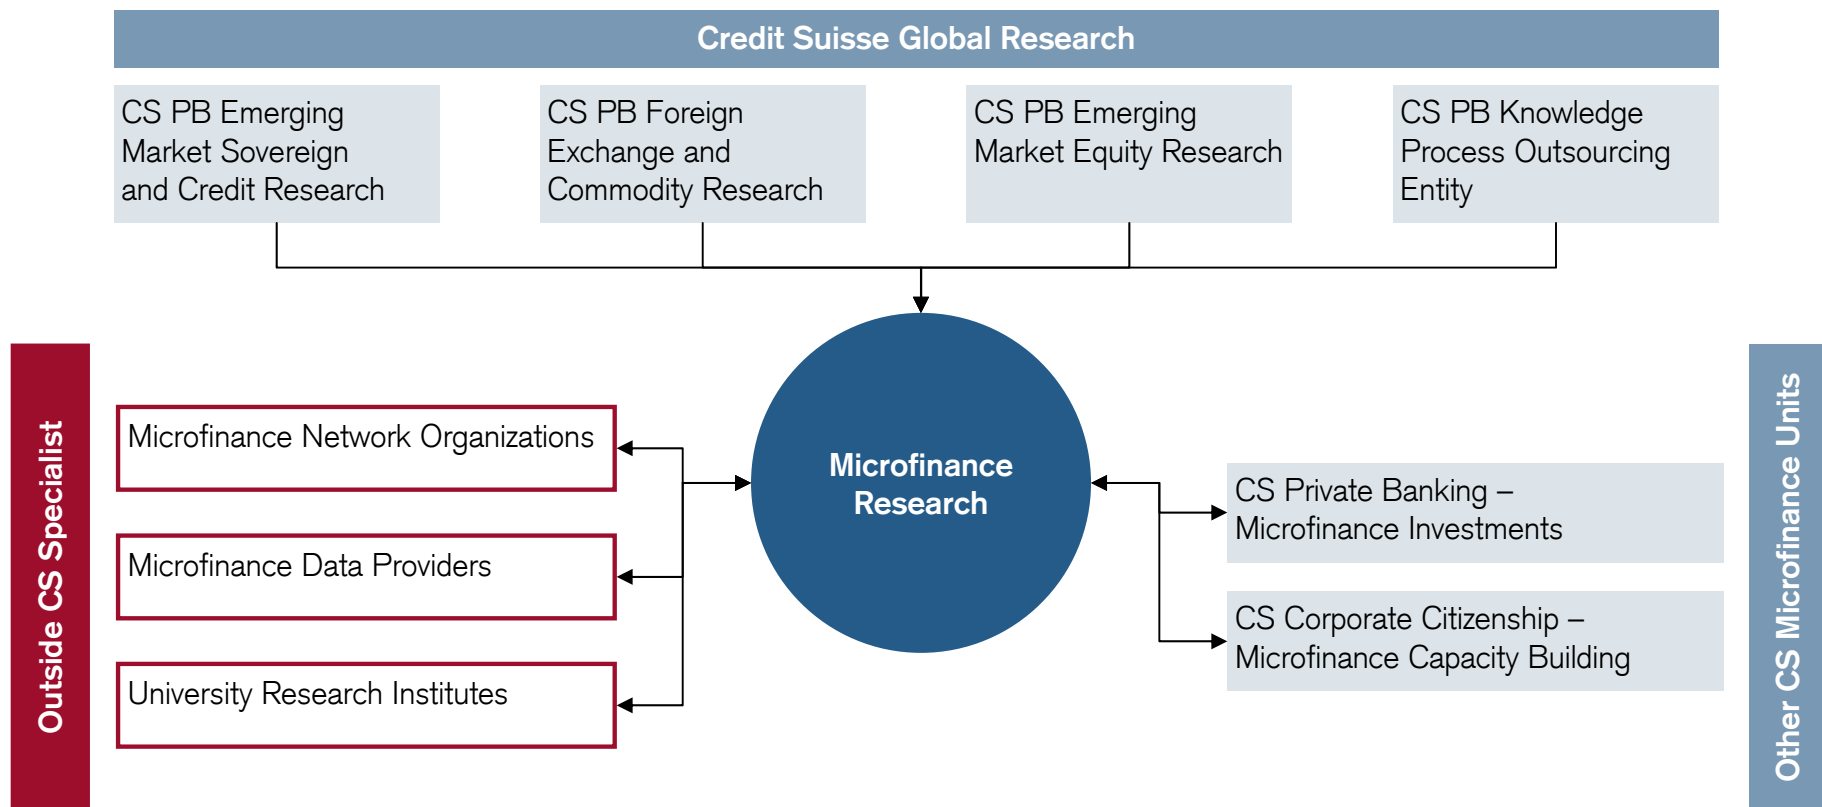 Credit Suisse Global Research
CS PB Emerging
Market Sovereign
and Credit Research
CS PB Foreign
Exchange and
Commodity Research
CS PB Emerging
Market Equity Research
CS PB Knowledge
Process Outsourcing
Entity
Outside CS Specialist
Microfinance Network Organizations
Microfinance Data Providers
University Research Institutes
Microfinance
Research
CS Private Banking –
Microfinance Investments
CS Corporate Citizenship –
Microfinance Capacity Building
Other CS Microfinance Units